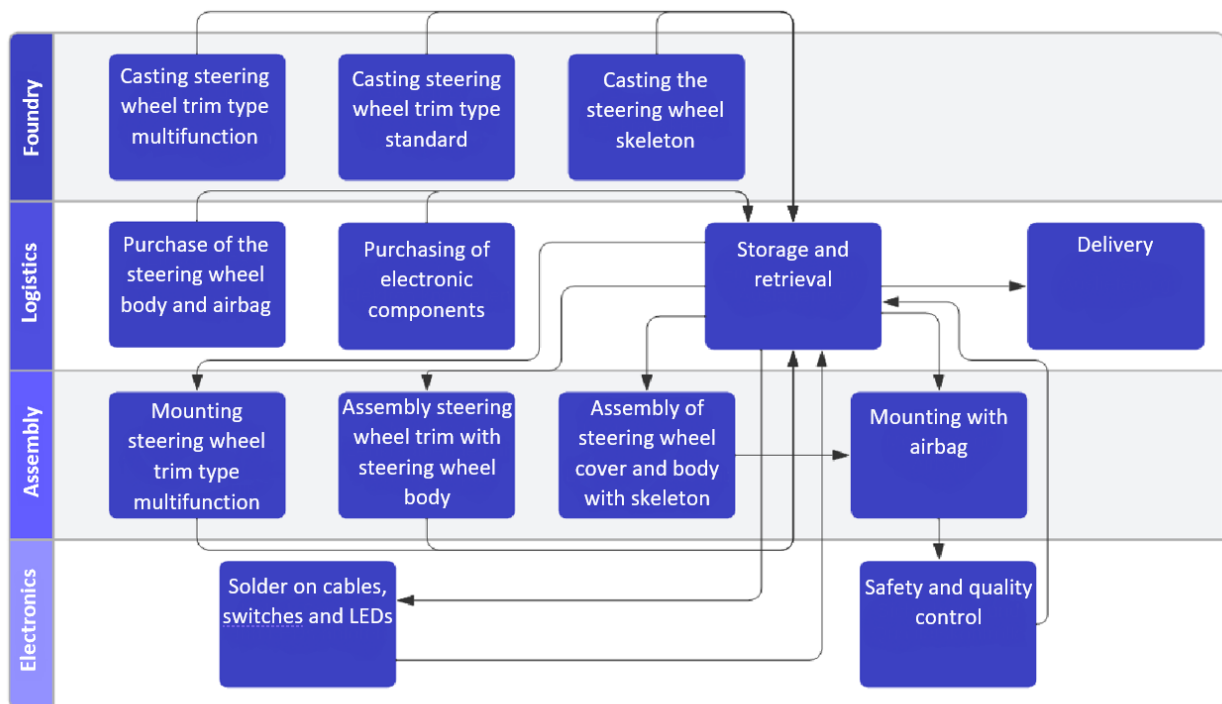 Foundry
Casting steering
wheel trim type
multifunction
Casting steering
wheel trim type
standard
Casting the
steering wheel
skeleton
Logistics
Purchase of the
steering wheel
body and airbag
Purchasing of
electronic
components
Storage and
retrieval
Delivery
Assembly
Mounting
steering wheel
trim type
multifunction
Assembly steering
wheel trim with
steering wheel
body
Assembly of
steering wheel
cover and body
with skeleton
Mounting with
airbag
Electronics
Solder on cables,
switches and LEDs
Safety and quality
control